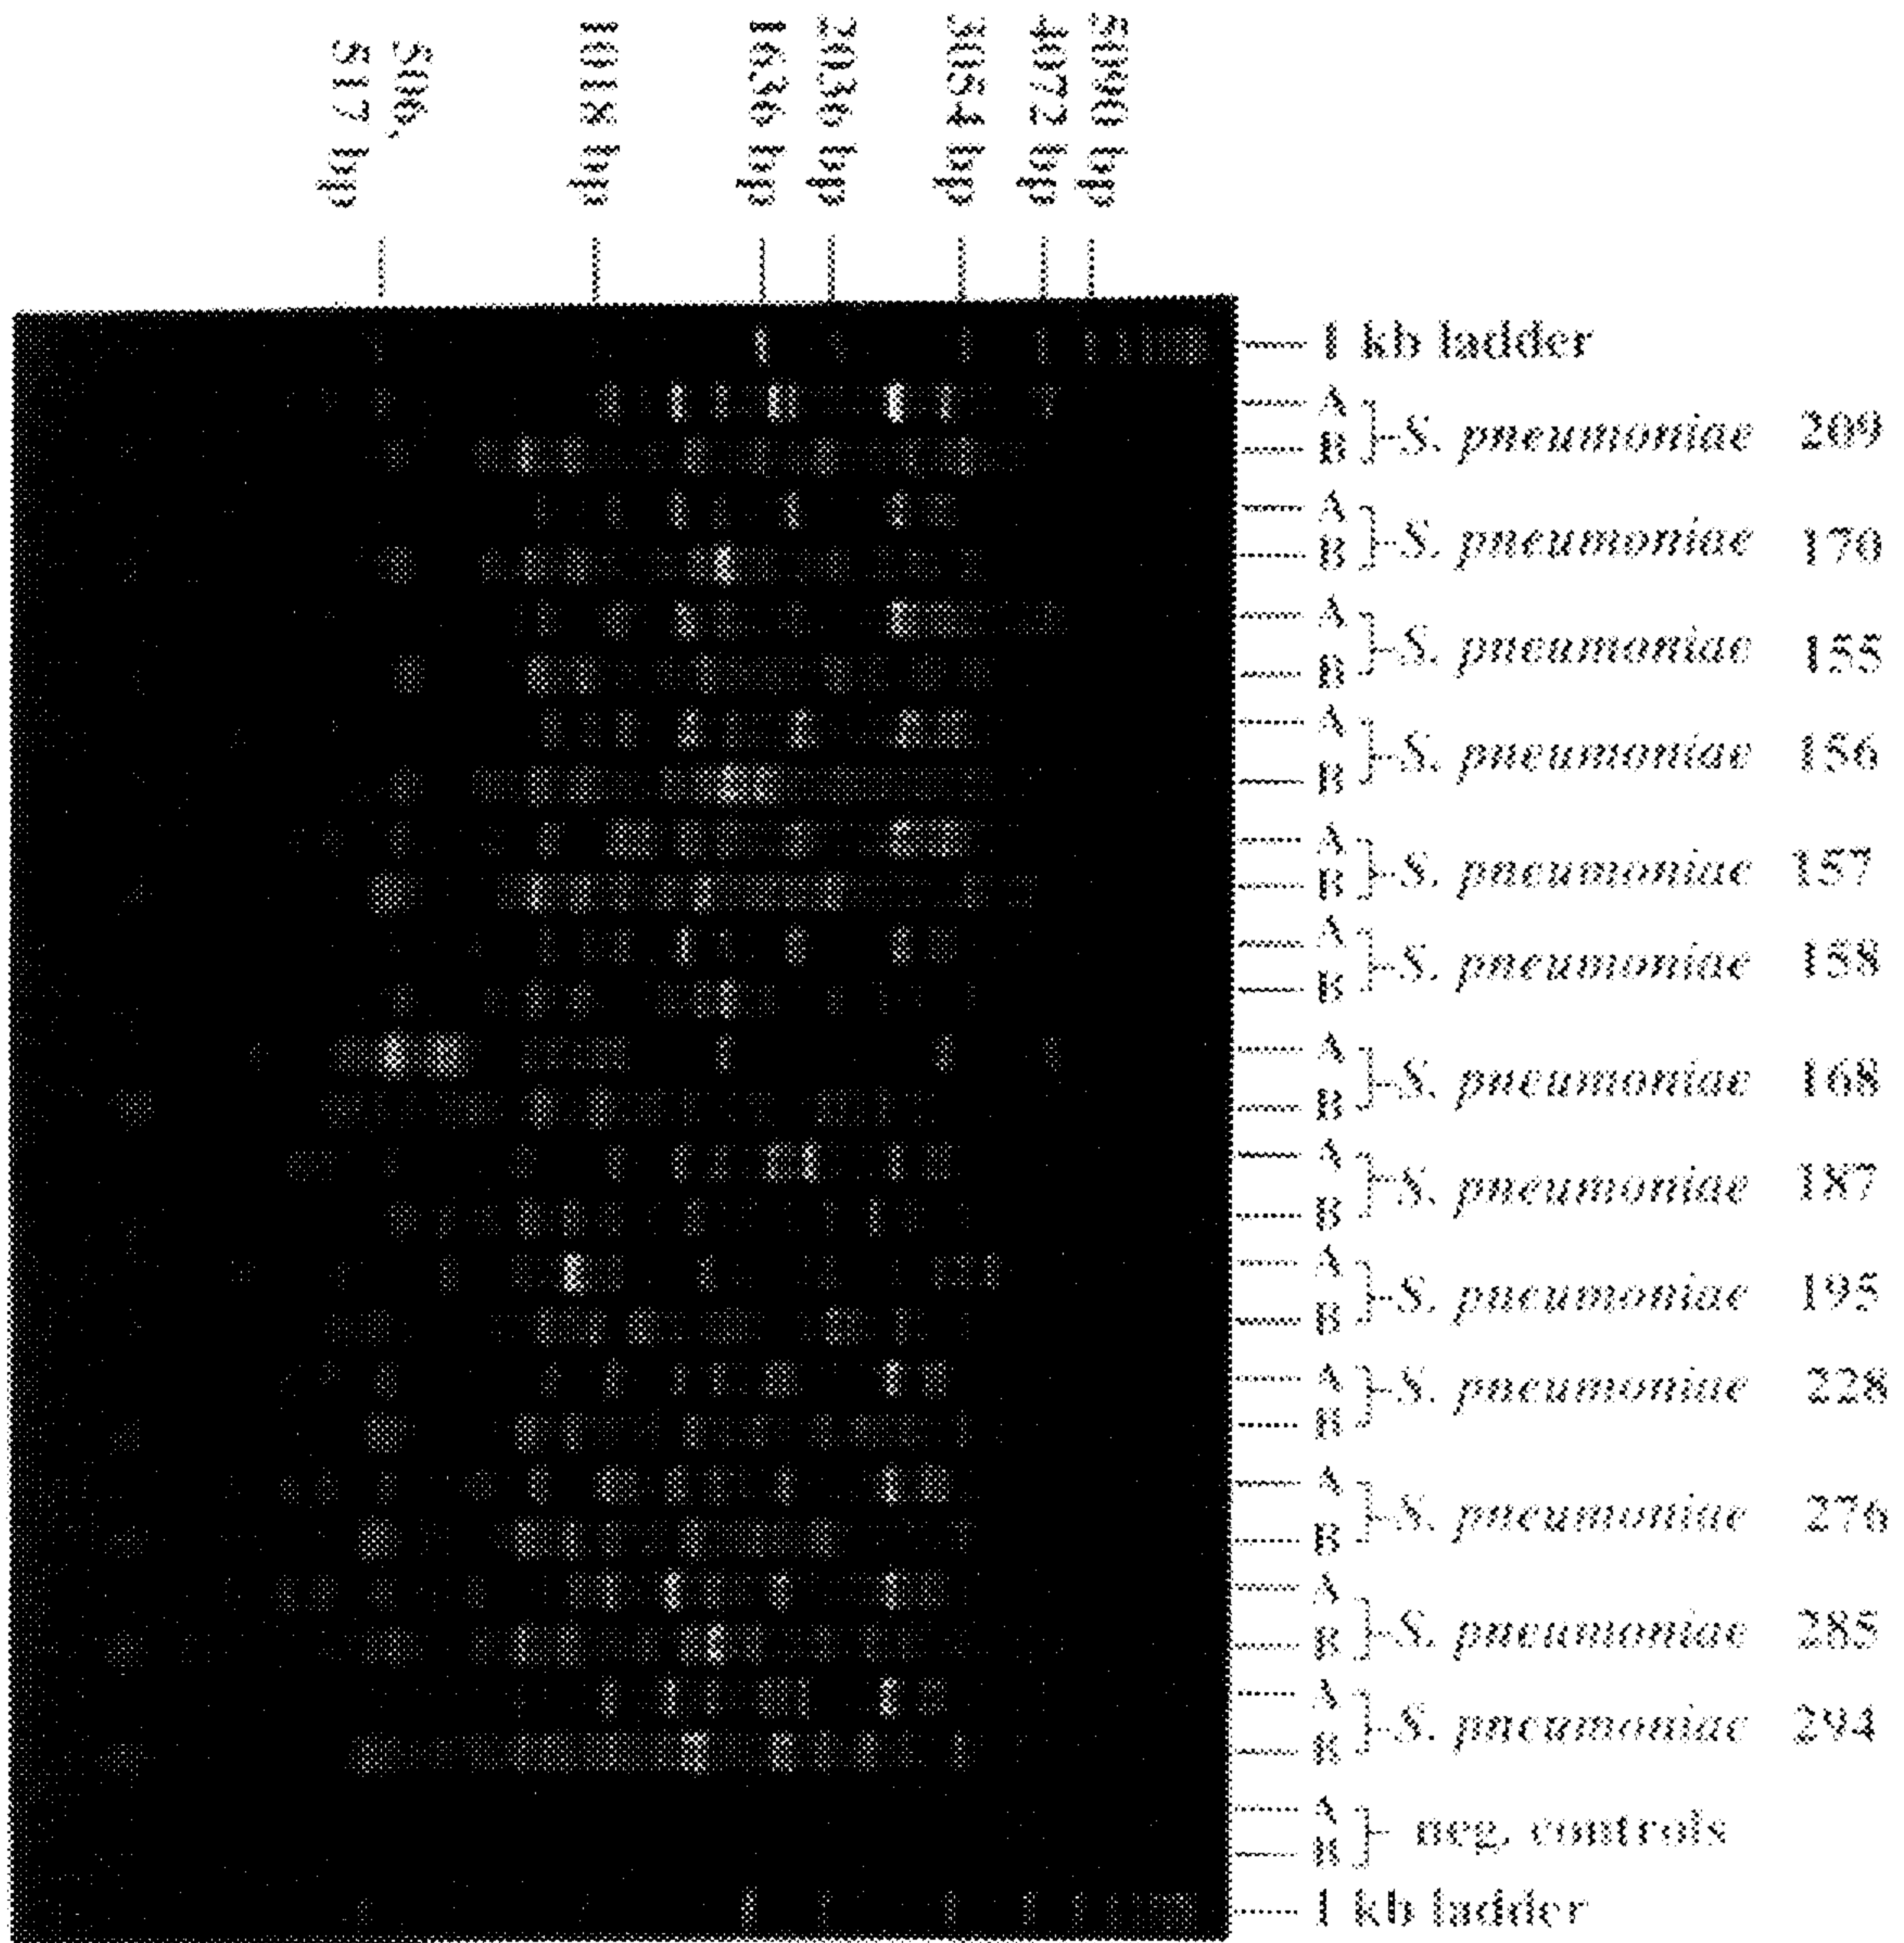 506,
517 bp
1018 bp
1636 bp
2036 bp
3054 bp
4072 bp
5090 bp
1 kb ladder
A
B
S. pneumoniae 209
A
B
S. pneumoniae 170
A
B
S. pneumoniae 155
A
B
S. pneumoniae 156
A
B
S. pneumoniae 157
A
B
S. pneumoniae 158
A
B
S. pneumoniae 168
A
B
S. pneumoniae 187
A
B
S. pneumoniae 195
A
B
S. pneumoniae 228
A
B
S. pneumoniae 276
A
B
S. pneumoniae 285
A
B
S. pneumoniae 294
A
B
neg. controls
1 kb ladder